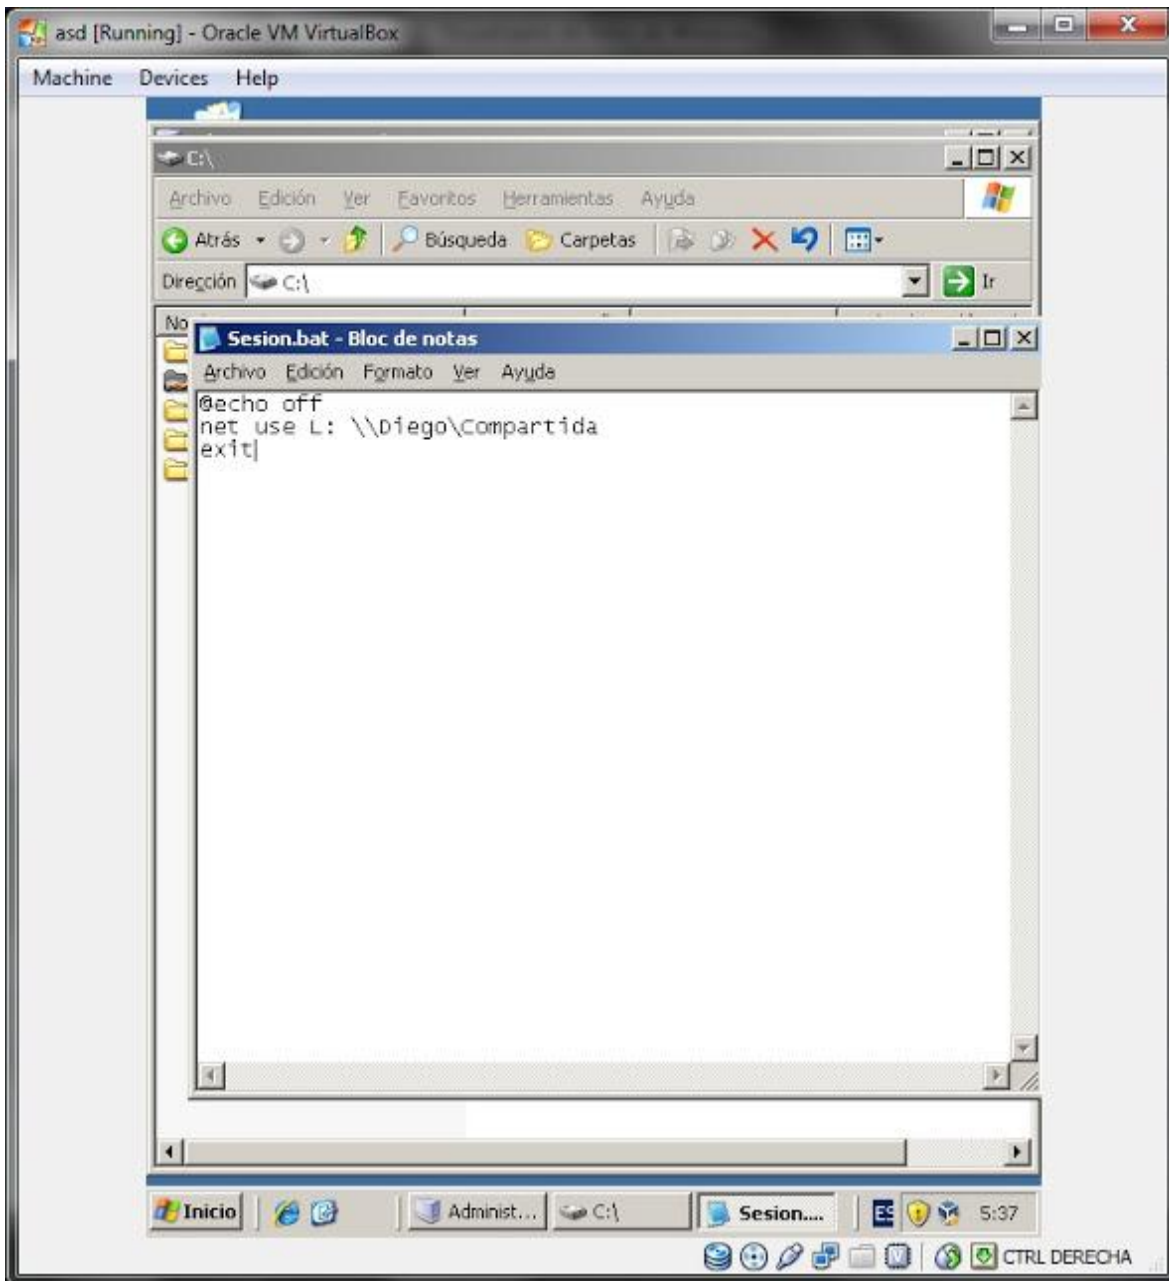 asd [Running] - Oracle VM VirtualBox
Machine Devices Help
C:\
Archivo Edición Ver Favoritos Herramientas Ayuda
Atrás Búsqueda Carpetas
Dirección C:\ Ir
No
Sesion.bat - Bloc de notas
Archivo Edición Formato Ver Ayuda
@echo off
net use L: \\Diego\Compartida
exit
Inicio Administ... C:\ Sesion.... ES 5:37
CTRL DERECHA